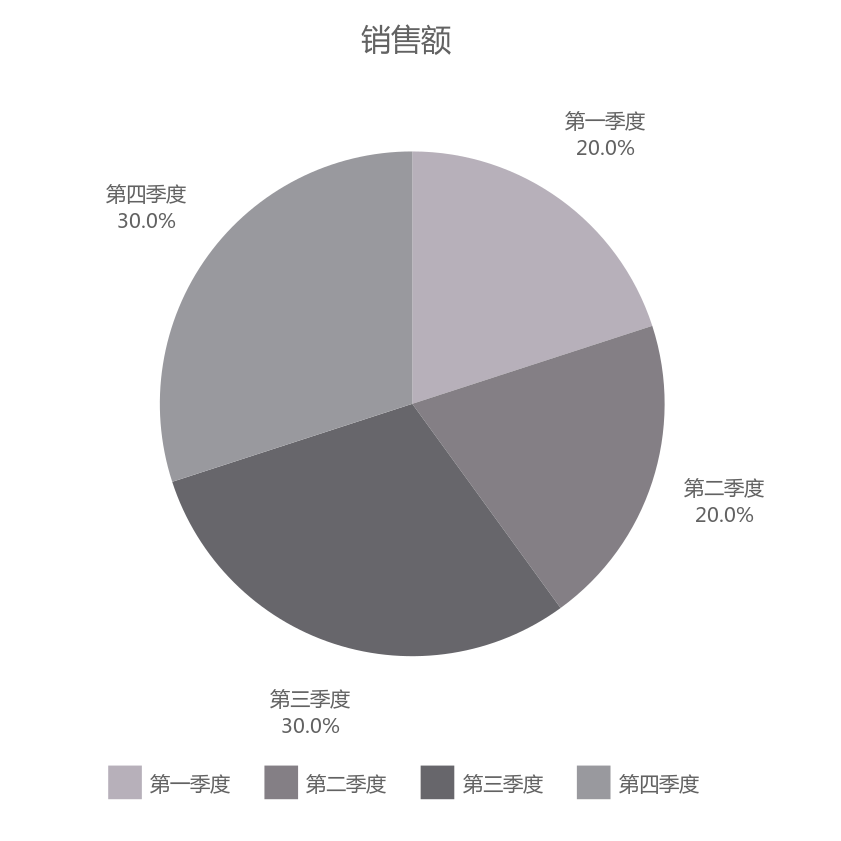 销售额
第一季度
20.0%
第四季度
30.0%
第二季度
20.0%
第三季度
30.0%
第一季度 第二季度 第三季度 第四季度